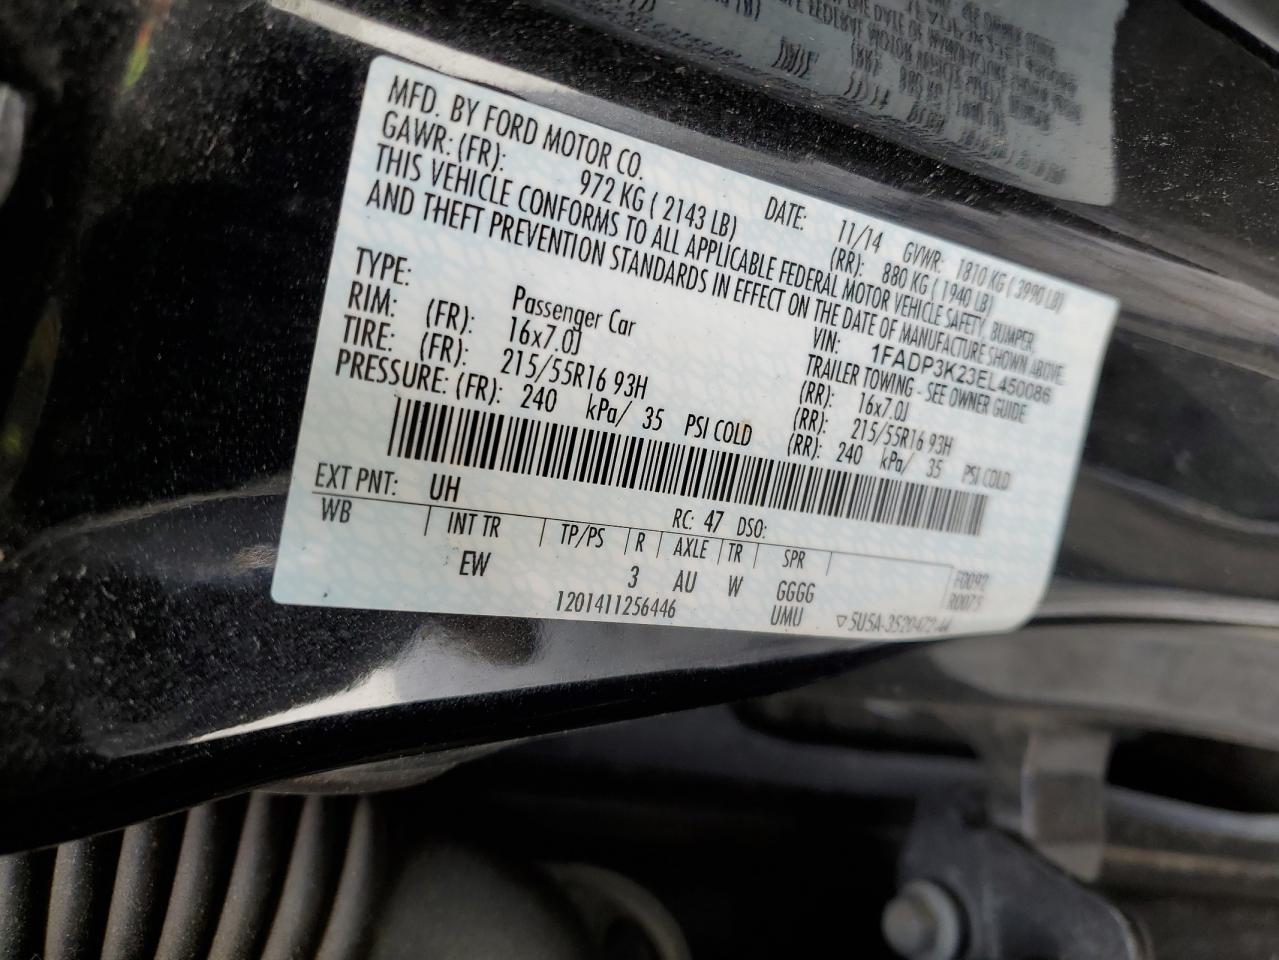 MFD. BY FORD MOTOR CO. DATE: 11/14 GVWR: 1810 KG ( 3990 LB)
GAWR: (FR): 972 KG ( 2143 LB) (RR): 880 KG ( 1940 LB)
THIS VEHICLE CONFORMS TO ALL APPLICABLE FEDERAL MOTOR VEHICLE SAFETY, BUMPER,
AND THEFT PREVENTION STANDARDS IN EFFECT ON THE DATE OF MANUFACTURE SHOWN ABOVE.
VIN: 1FADP3K23EL450086
TYPE: Passenger Car TRAILER TOWING - SEE OWNER GUIDE
RIM: (FR): 16x7.0J (RR): 16x7.0J
TIRE: (FR): 215/55R16 93H (RR): 215/55R16 93H
PRESSURE: (FR): 240 kPa/ 35 PSI COLD (RR): 240 kPa/ 35 PSI COLD
EXT PNT: UH RC: 47 DSO:
WB INT TR TP/PS R AXLE TR SPR
EW 3 AU W GGGG F0092
1201411256446 UMU R0075
▽5U5A-3520472-AA